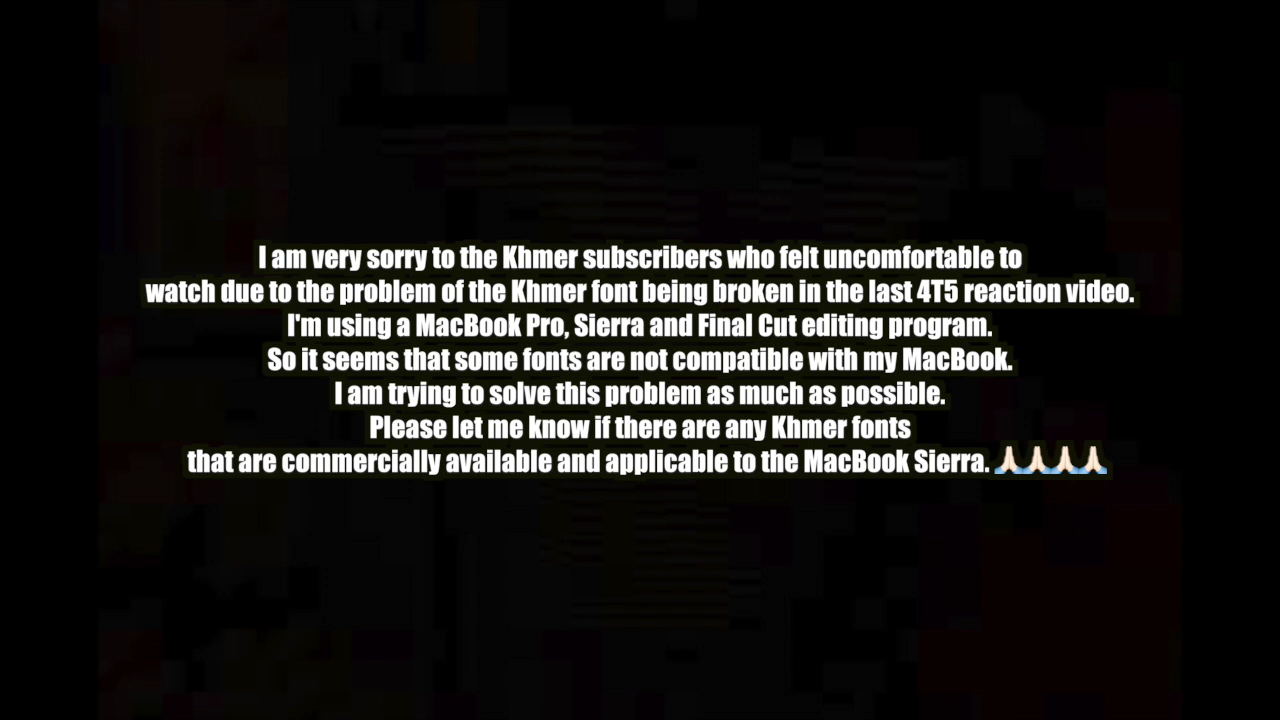 I am very sorry to the Khmer subscribers who felt uncomfortable to
watch due to the problem of the Khmer font being broken in the last 4T5 reaction video.
I'm using a MacBook Pro, Sierra and Final Cut editing program.
So it seems that some fonts are not compatible with my MacBook.
I am trying to solve this problem as much as possible.
Please let me know if there are any Khmer fonts
that are commercially available and applicable to the MacBook Sierra. 🙏🏻🙏🏻🙏🏻🙏🏻